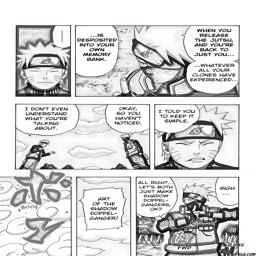 WHEN YOU
RELEASE
THE JUTSU,
AND YOU'RE
BACK TO
JUST YOU...
...WHATEVER
ALL YOUR
CLONES HAVE
EXPERIENCED...
...IS
DESPOSITED
INTO YOUR
OWN
MEMORY
BANK.
I TOLD YOU
TO KEEP IT
SIMPLE.
OKAY,
SO YOU
HAVEN'T
NOTICED.
I DON'T EVEN
UNDERSTAND
WHAT YOU'RE
TALKING
ABOUT.
SIGH...
ALL RIGHT,
LET'S BOTH
JUST MAKE
SHADOW
DOPPEL-
GANGERS,
OK?
FWP
ART
OF THE
SHADOW
DOPPEL-
GANGER!